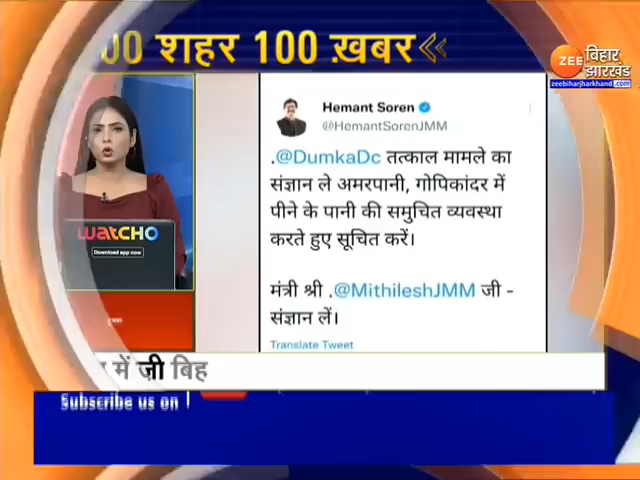 00 शहर 100 ख़बर
ZEE बिहार झारखंड
zeebiharjharkhand.com
Hemant Soren
@HemantSorenJMM
.@DumkaDc तत्काल मामले का
संज्ञान ले अमरपानी, गोपिकांदर में
पीने के पानी की समुचित व्यवस्था
करते हुए सूचित करें।
मंत्री श्री .@MithileshJMM जी -
संज्ञान लें।
Translate Tweet
WATCHO
Download app now
में ज़ी बिह
Subscribe us on